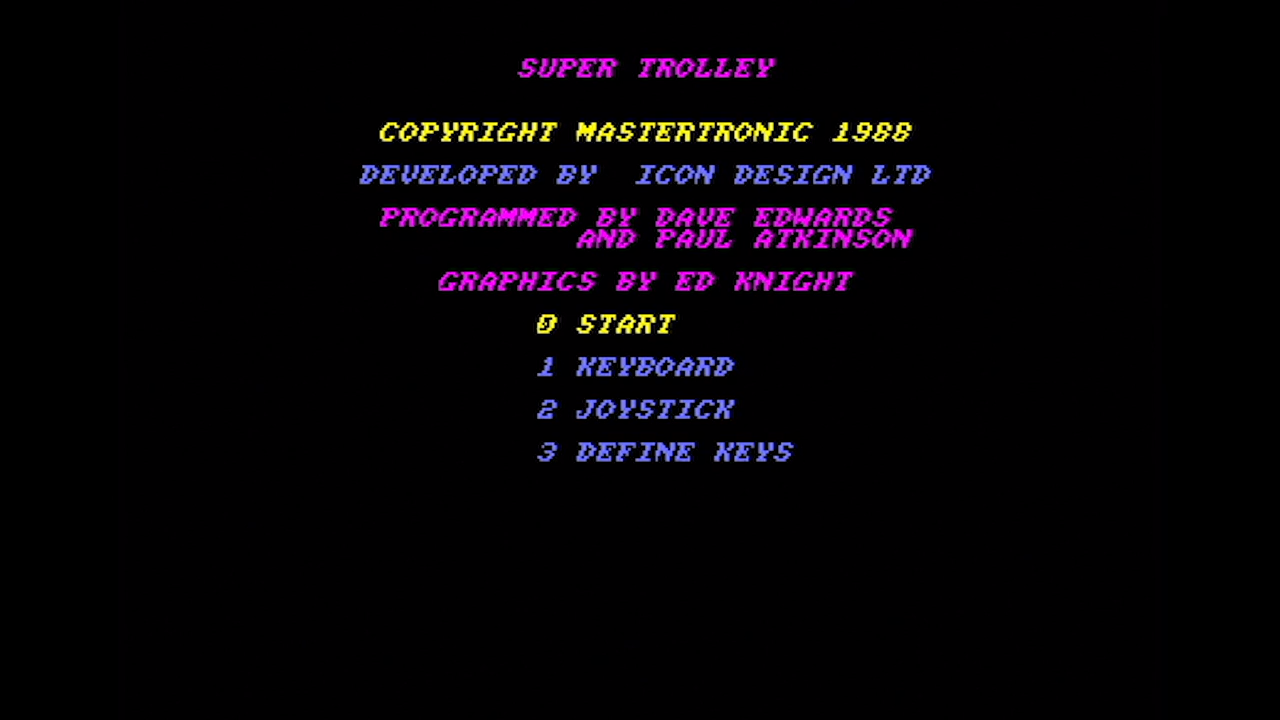 SUPER TROLLEY
COPYRIGHT MASTERTRONIC 1988
DEVELOPED BY  ICON DESIGN LTD
PROGRAMMED BY DAVE EDWARDS
AND PAUL ATKINSON
GRAPHICS BY ED KNIGHT
0 START
1 KEYBOARD
2 JOYSTICK
3 DEFINE KEYS